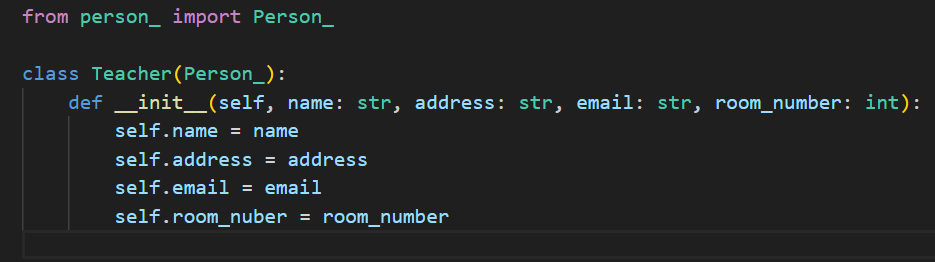 from person_ import Person_
class Teacher(Person_):
def __init__(self, name: str, address: str, email: str, room_number: int):
self.name = name
self.address = address
self.email = email
self.room_nuber = room_number